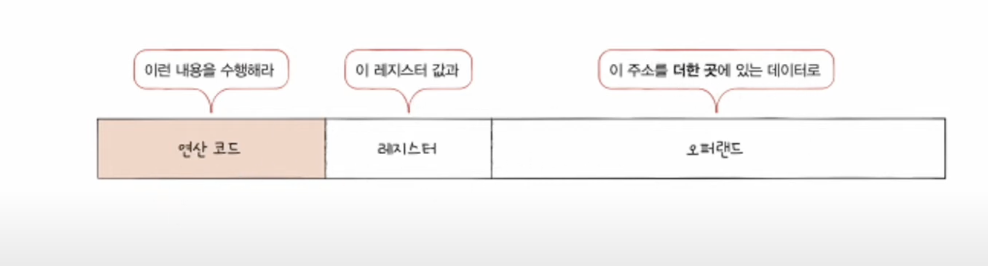 이런 내용을 수행해라
이 레지스터 값과
이 주소를 더한 곳에 있는 데이터로
연산 코드
레지스터
오퍼랜드